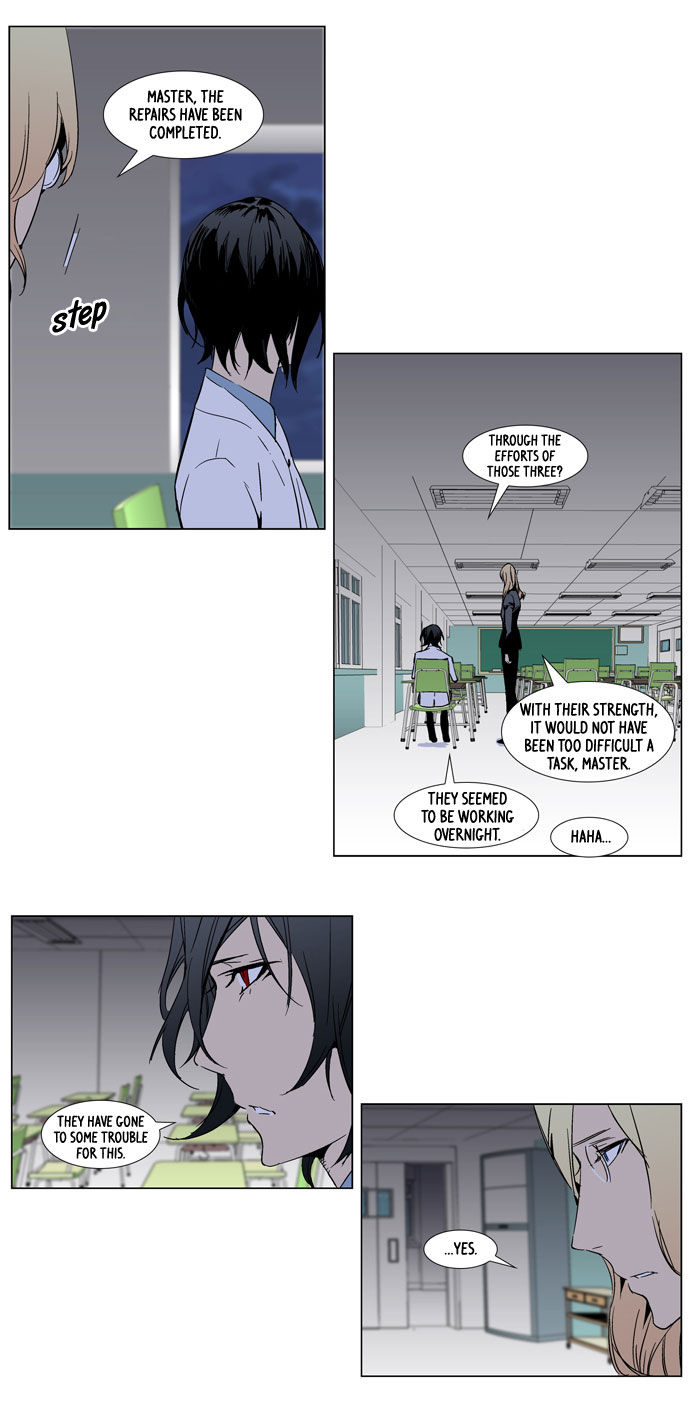 MASTER, THE
REPAIRS HAVE BEEN
COMPLETED.
step
THROUGH THE
EFFORTS OF
THOSE THREE?
WITH THEIR STRENGTH,
IT WOULD NOT HAVE
BEEN TOO DIFFICULT A
TASK, MASTER.
THEY SEEMED
TO BE WORKING
OVERNIGHT.
HAHA...
THEY HAVE GONE
TO SOME TROUBLE
FOR THIS.
...YES.